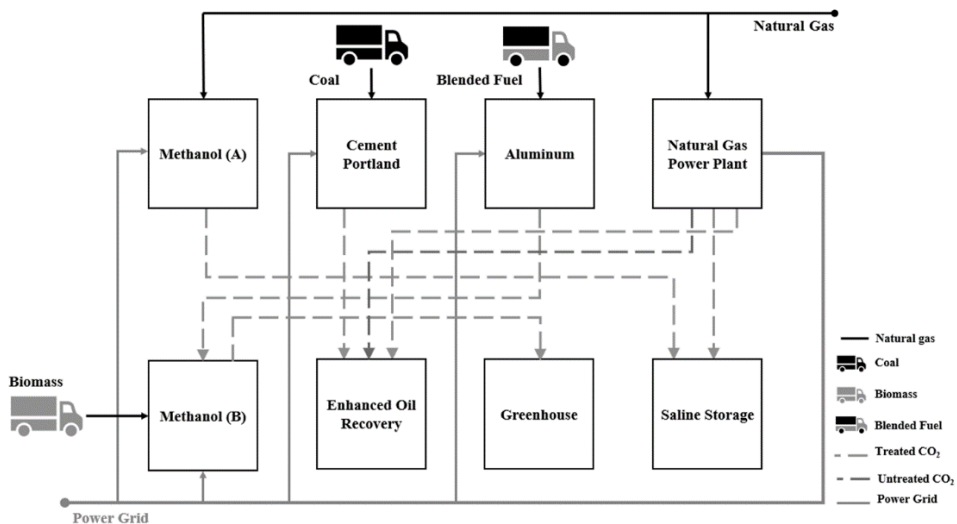 Natural Gas
Coal
Blended Fuel
Methanol (A)
Cement
Portland
Aluminum
Natural Gas
Power Plant
Biomass
Methanol (B)
Enhanced Oil
Recovery
Greenhouse
Saline Storage
Power Grid
Natural gas
Coal
Biomass
Blended Fuel
Treated CO₂
Untreated CO₂
Power Grid